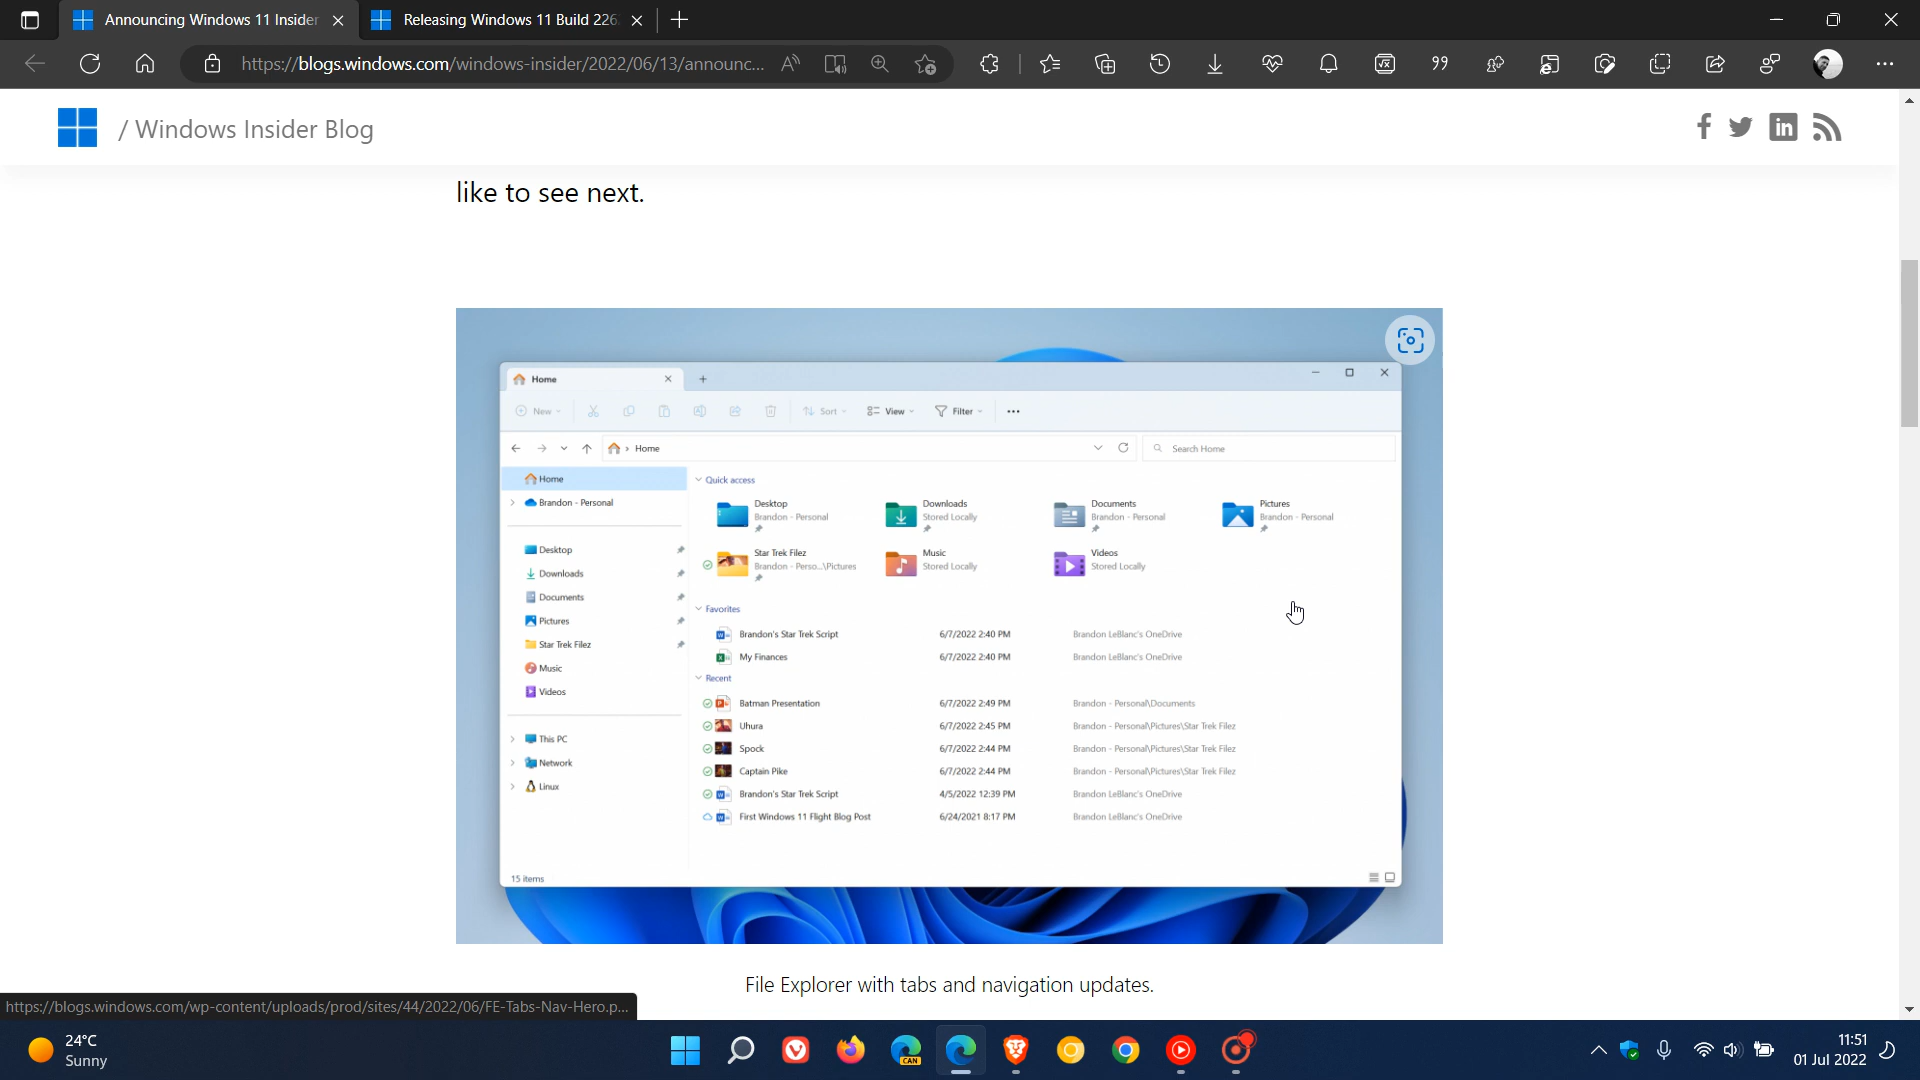 Announcing Windows 11 Insider
Releasing Windows 11 Build 226
https://blogs.windows.com/windows-insider/2022/06/13/announc...
/ Windows Insider Blog
like to see next.
Home
New
Sort
View
Filter
Home
Search Home
Home
Brandon - Personal
Desktop
Downloads
Documents
Pictures
Star Trek Filez
Music
Videos
This PC
Network
Linux
Quick access
Desktop
Brandon - Personal
Downloads
Stored Locally
Documents
Brandon - Personal
Pictures
Brandon - Personal
Star Trek Filez
Brandon - Perso...\Pictures
Music
Stored Locally
Videos
Stored Locally
Favorites
Brandon's Star Trek Script 6/7/2022 2:40 PM Brandon LeBlanc's OneDrive
My Finances 6/7/2022 2:40 PM Brandon LeBlanc's OneDrive
Recent
Batman Presentation 6/7/2022 2:49 PM Brandon - Personal\Documents
Uhura 6/7/2022 2:45 PM Brandon - Personal\Pictures\Star Trek Filez
Spock 6/7/2022 2:44 PM Brandon - Personal\Pictures\Star Trek Filez
Captain Pike 6/7/2022 2:44 PM Brandon - Personal\Pictures\Star Trek Filez
Brandon's Star Trek Script 4/5/2022 12:39 PM Brandon LeBlanc's OneDrive
First Windows 11 Flight Blog Post 6/24/2021 8:17 PM Brandon LeBlanc's OneDrive
15 items
File Explorer with tabs and navigation updates.
https://blogs.windows.com/wp-content/uploads/prod/sites/44/2022/06/FE-Tabs-Nav-Hero.p...
24°C
Sunny
CAN
11:51
01 Jul 2022